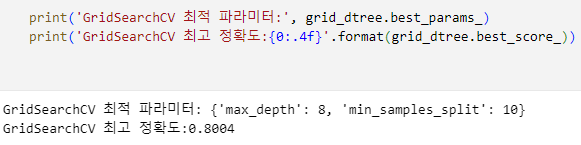 print('GridSearchCV 최적 파라미터:', grid_dtree.best_params_)
print('GridSearchCV 최고 정확도:{0:.4f}'.format(grid_dtree.best_score_))
GridSearchCV 최적 파라미터: {'max_depth': 8, 'min_samples_split': 10}
GridSearchCV 최고 정확도:0.8004